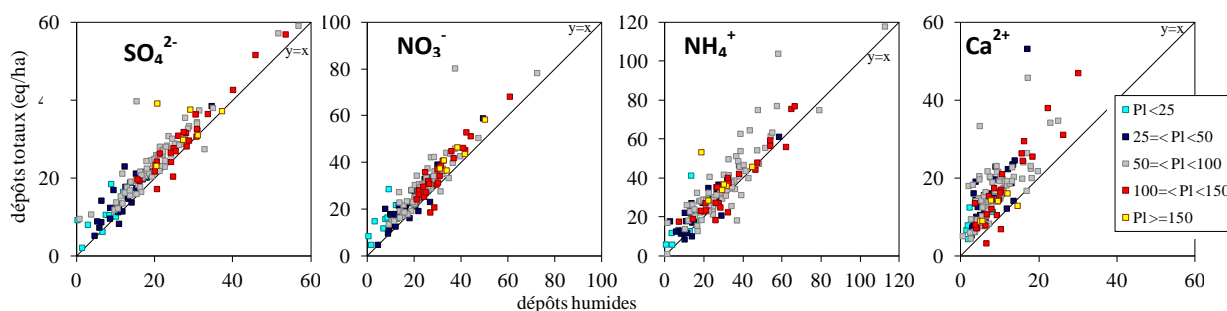 dépôts totaux (eq/ha)
60
4
20
0
SO₄²⁻
y=x
0 20 40 60
100
80
60
40
20
0
NO₃⁻
y=x
0 20 40 60 80 100
120
100
80
60
40
20
0
NH₄⁺
y=x
0 20 40 60 80 100 120
60
40
20
0
Ca²⁺
y=x
0 20 40 60
Pl<25
25=<Pl<50
50=<Pl<100
100=<Pl<150
Pl>=150
dépôts humides